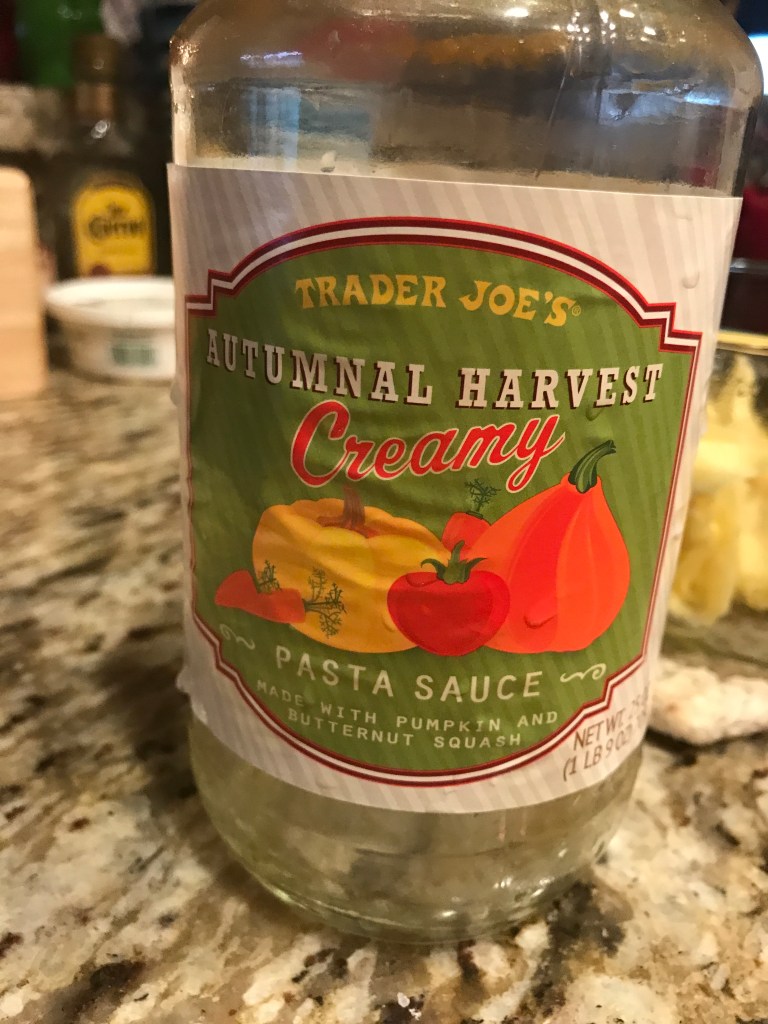 TRADER JOE'S®
AUTUMNAL HARVEST
Creamy
PASTA SAUCE
MADE WITH PUMPKIN AND
BUTTERNUT SQUASH
NET WT.
(1 LB 9 OZ